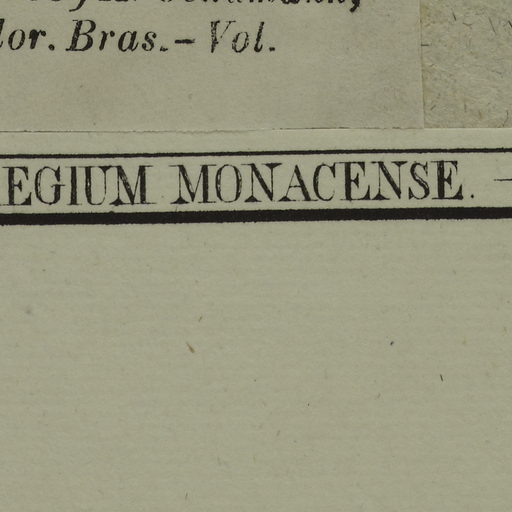 lor. Bras. – Vol.
EGIUM MONACENSE. —